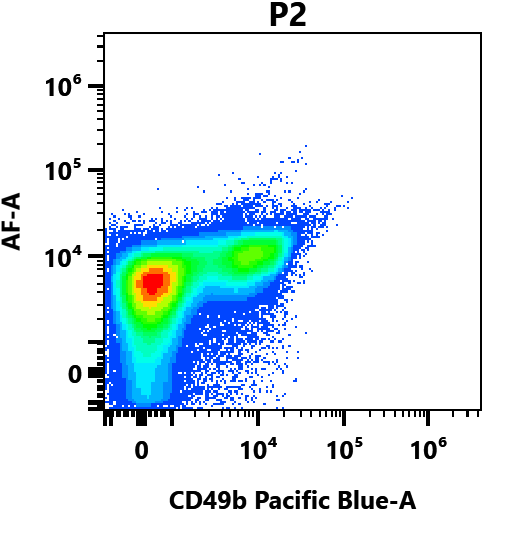 P2
10⁶
10⁵
10⁴
0
AF-A
0 10⁴ 10⁵ 10⁶
CD49b Pacific Blue-A